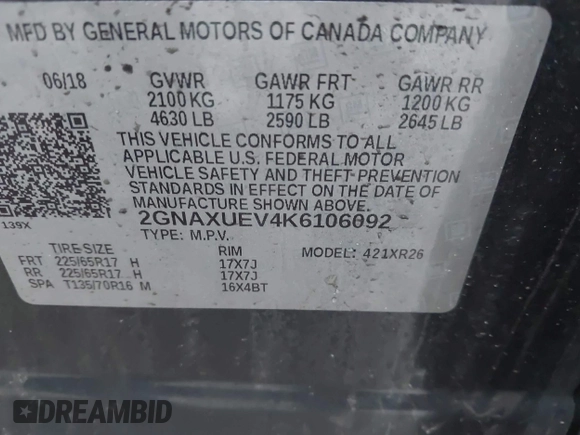 MFD BY GENERAL MOTORS OF CANADA COMPANY
06/18 GVWR GAWR FRT GAWR RR
2100 KG 1175 KG 1200 KG
4630 LB 2590 LB 2645 LB
THIS VEHICLE CONFORMS TO ALL
APPLICABLE U.S. FEDERAL MOTOR
VEHICLE SAFETY AND THEFT PREVENTION
STANDARDS IN EFFECT ON THE DATE OF
MANUFACTURE SHOWN ABOVE.
139X 2GNAXUEV4K6106092
TYPE: M.P.V. MODEL: 421XR26
TIRE SIZE RIM
FRT 225/65R17 H 17X7J
RR 225/65R17 H 17X7J
SPA T135/70R16 M 16X4BT
DREAMBID